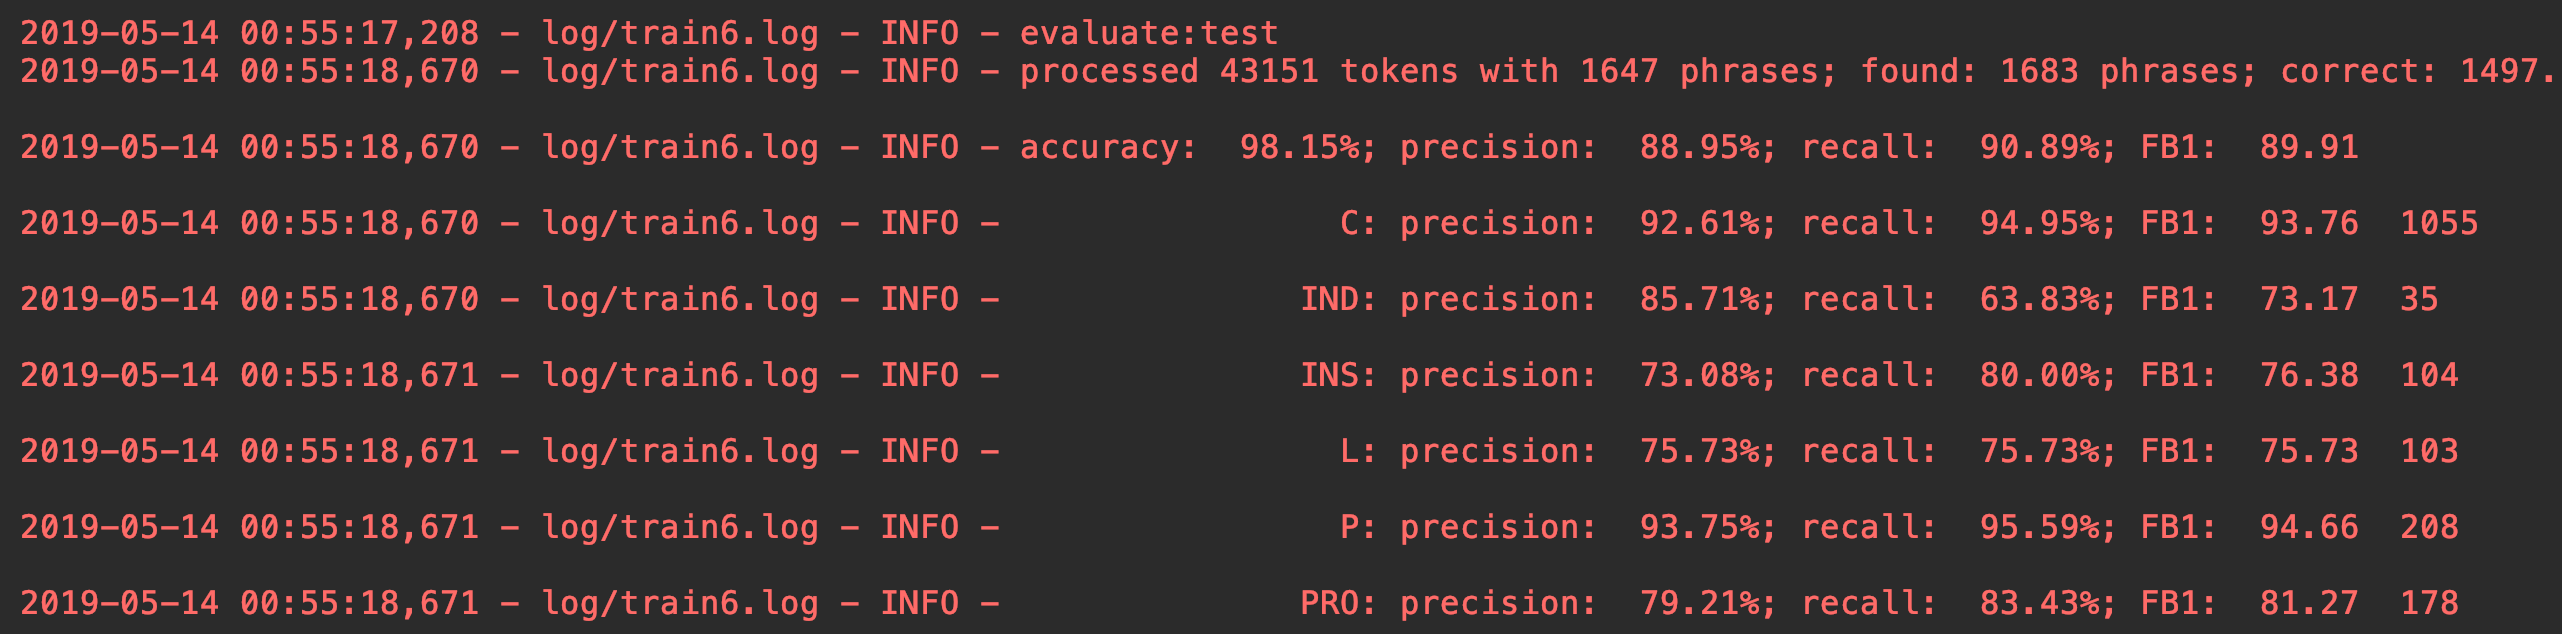 2019-05-14 00:55:17,208 - log/train6.log - INFO - evaluate:test
2019-05-14 00:55:18,670 - log/train6.log - INFO - processed 43151 tokens with 1647 phrases; found: 1683 phrases; correct: 1497.
2019-05-14 00:55:18,670 - log/train6.log - INFO - accuracy:  98.15%; precision:  88.95%; recall:  90.89%; FB1:  89.91
2019-05-14 00:55:18,670 - log/train6.log - INFO -                 C: precision:  92.61%; recall:  94.95%; FB1:  93.76  1055
2019-05-14 00:55:18,670 - log/train6.log - INFO -               IND: precision:  85.71%; recall:  63.83%; FB1:  73.17  35
2019-05-14 00:55:18,671 - log/train6.log - INFO -               INS: precision:  73.08%; recall:  80.00%; FB1:  76.38  104
2019-05-14 00:55:18,671 - log/train6.log - INFO -                 L: precision:  75.73%; recall:  75.73%; FB1:  75.73  103
2019-05-14 00:55:18,671 - log/train6.log - INFO -                 P: precision:  93.75%; recall:  95.59%; FB1:  94.66  208
2019-05-14 00:55:18,671 - log/train6.log - INFO -               PRO: precision:  79.21%; recall:  83.43%; FB1:  81.27  178